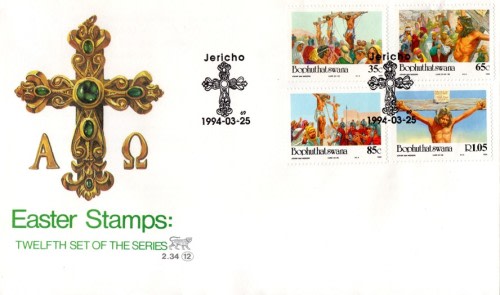 Jericho
69
1994-03-25
Bophuthatswana
35c
Bophuthatswana
65c
Jericho
1994-03-25
Bophuthatswana
85c
Bophuthatswana
R1.05
Α Ω
Easter Stamps:
TWELFTH SET OF THE SERIES
2.34 12